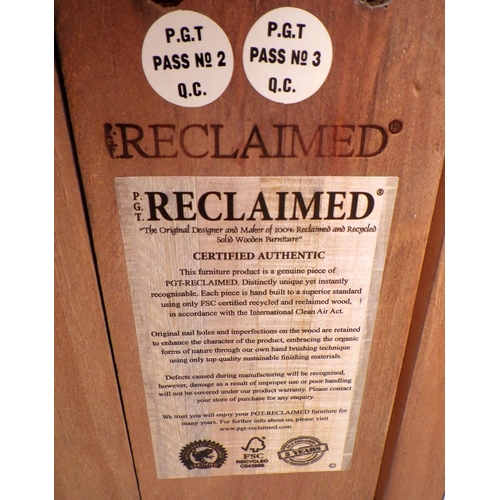 P.G.T
PASS Nº 2
Q.C.
P.G.T
PASS Nº 3
Q.C.
P.G.T. RECLAIMED®
P.G.T. RECLAIMED®
"The Original Designer and Maker of 100% Reclaimed and Recycled
Solid Wooden Furniture"
CERTIFIED AUTHENTIC
This furniture product is a genuine piece of
PGT-RECLAIMED. Distinctly unique yet instantly
recognisable. Each piece is hand built to a superior standard
using only FSC certified recycled and reclaimed wood,
in accordance with the International Clean Air Act.
Original nail holes and imperfections on the wood are retained
to enhance the character of the product, embracing the organic
forms of nature through our own hand brushing technique
using only top quality sustainable finishing materials.
Defects caused during manufacturing will be recognised,
however, damage as a result of improper use or poor handling
will not be covered under our product warranty. Please contact
your store of purchase for any enquiry.
We trust you will enjoy your PGT-RECLAIMED furniture for
many years. For further info about us, please visit
www.pgt-reclaimed.com
FSC
RECYCLED
5 YEARS
©